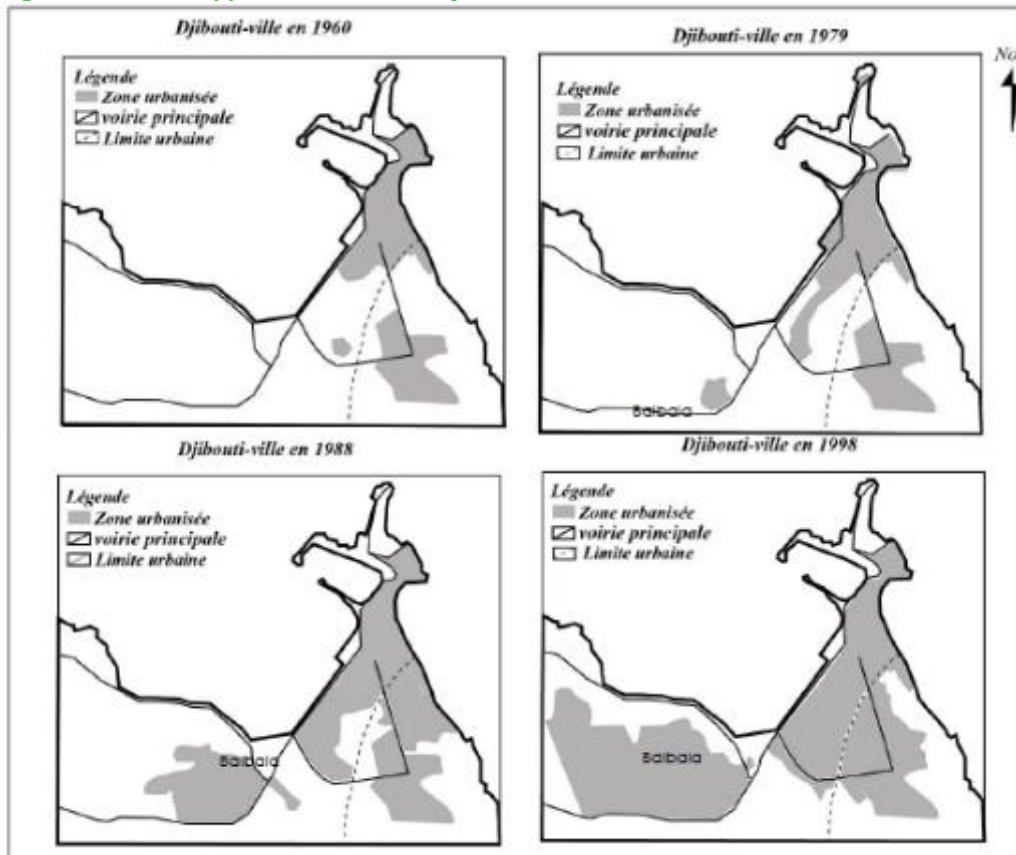 Djibouti-ville en 1960
Légende
Zone urbanisée
voirie principale
Limite urbaine
Djibouti-ville en 1979
No
Légende
Zone urbanisée
voirie principale
Limite urbaine
Balbala
Djibouti-ville en 1988
Légende
Zone urbanisée
voirie principale
Limite urbaine
Balbala
Djibouti-ville en 1998
Légende
Zone urbanisée
voirie principale
Limite urbaine
Balbala